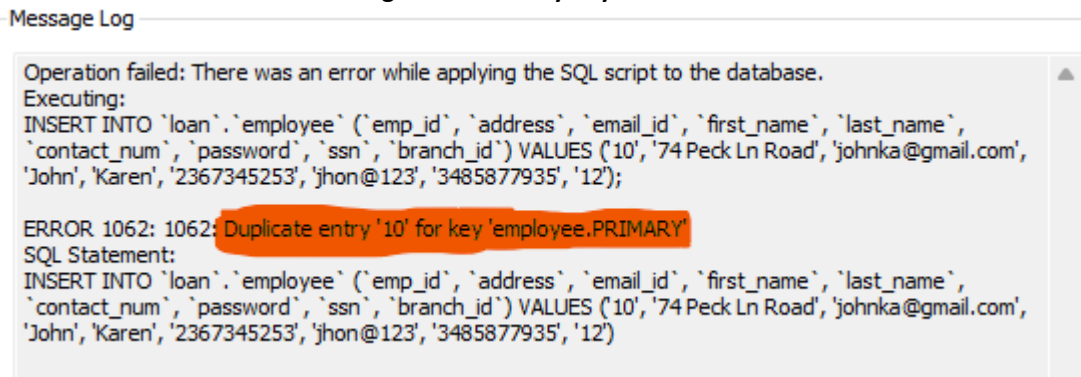 Message Log
Operation failed: There was an error while applying the SQL script to the database.
Executing:
INSERT INTO `loan`.`employee` (`emp_id`, `address`, `email_id`, `first_name`, `last_name`,
`contact_num`, `password`, `ssn`, `branch_id`) VALUES ('10', '74 Peck Ln Road', 'johnka@gmail.com',
'John', 'Karen', '2367345253', 'jhon@123', '3485877935', '12');
ERROR 1062: 1062: Duplicate entry '10' for key 'employee.PRIMARY'
SQL Statement:
INSERT INTO `loan`.`employee` (`emp_id`, `address`, `email_id`, `first_name`, `last_name`,
`contact_num`, `password`, `ssn`, `branch_id`) VALUES ('10', '74 Peck Ln Road', 'johnka@gmail.com',
'John', 'Karen', '2367345253', 'jhon@123', '3485877935', '12')